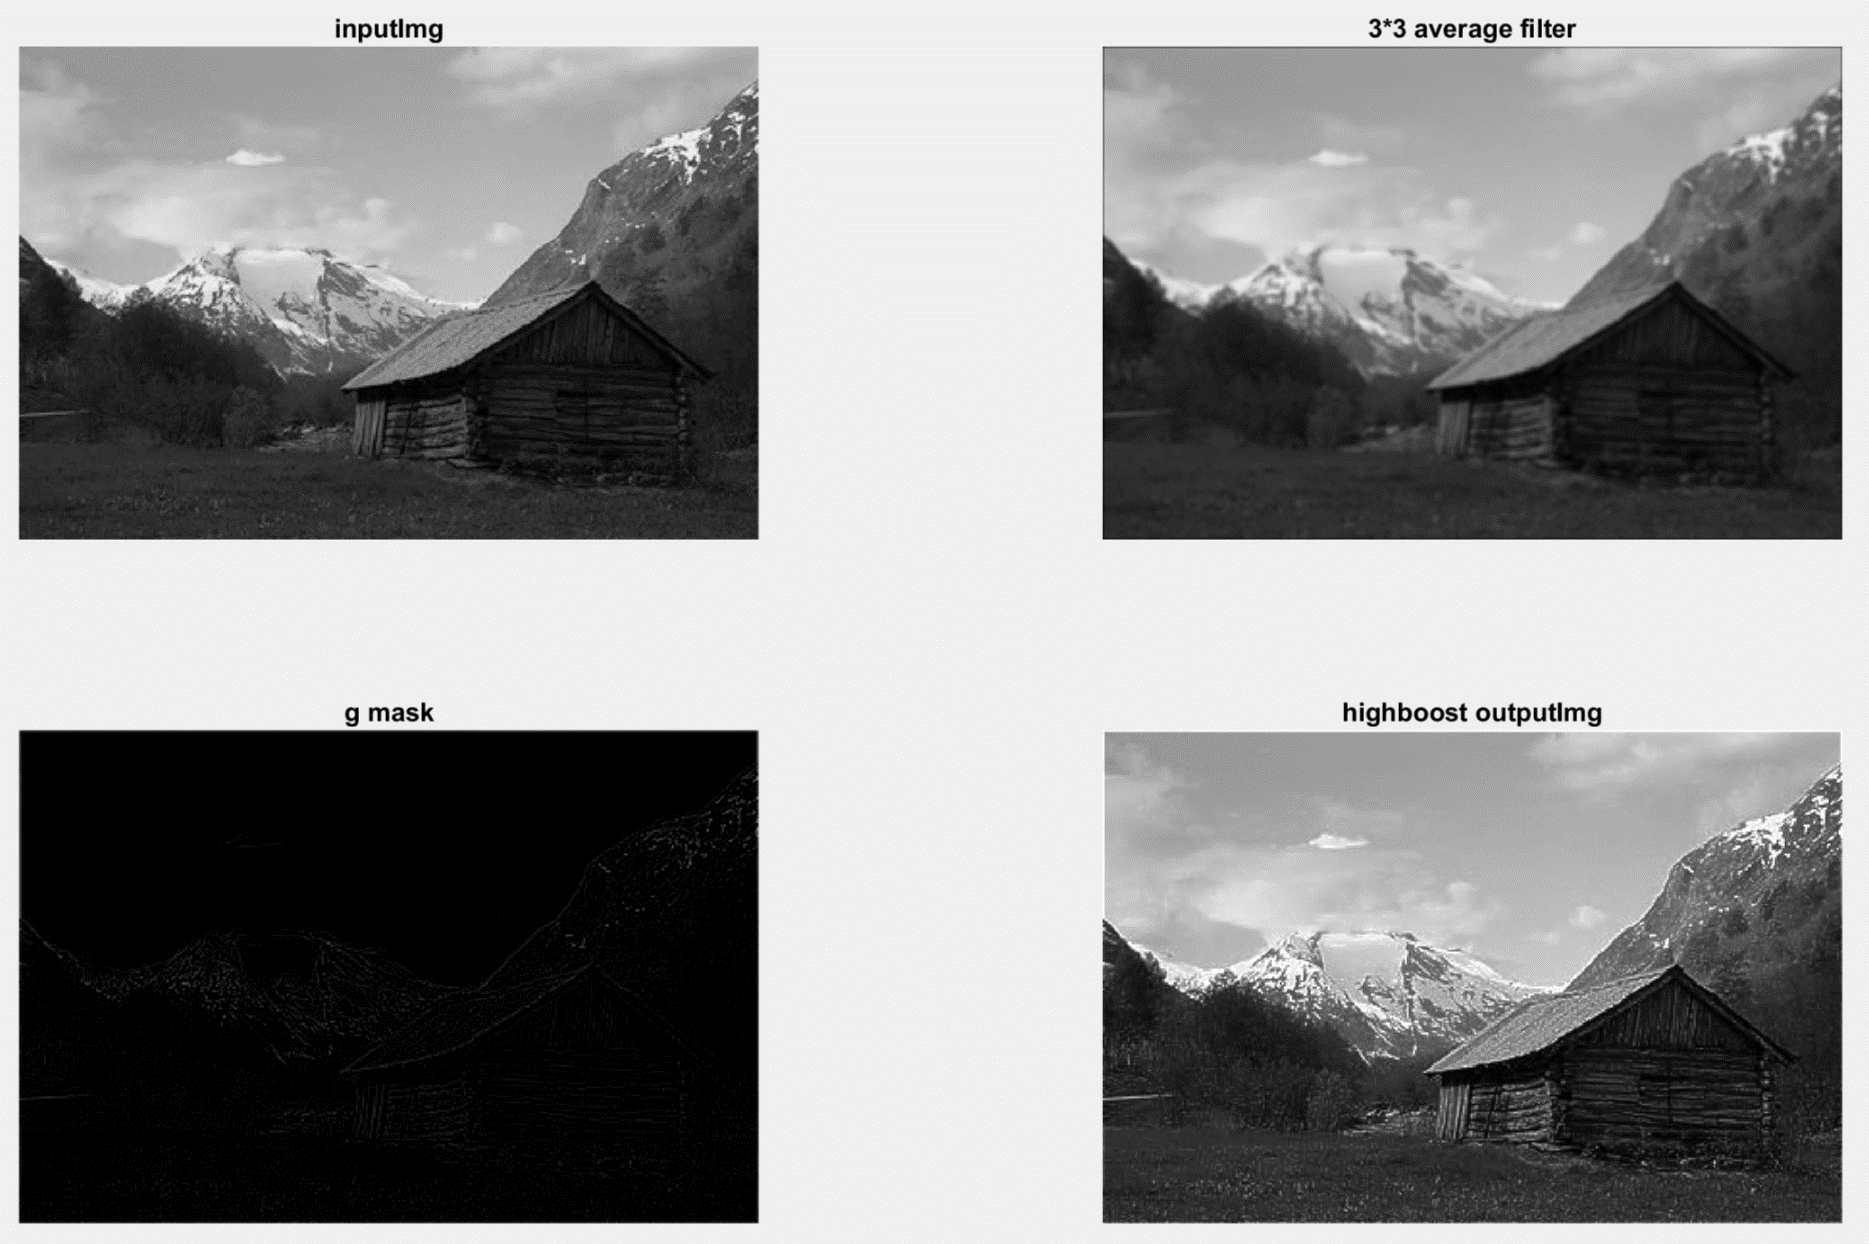 inputImg
3*3 average filter
g mask
highboost outputImg